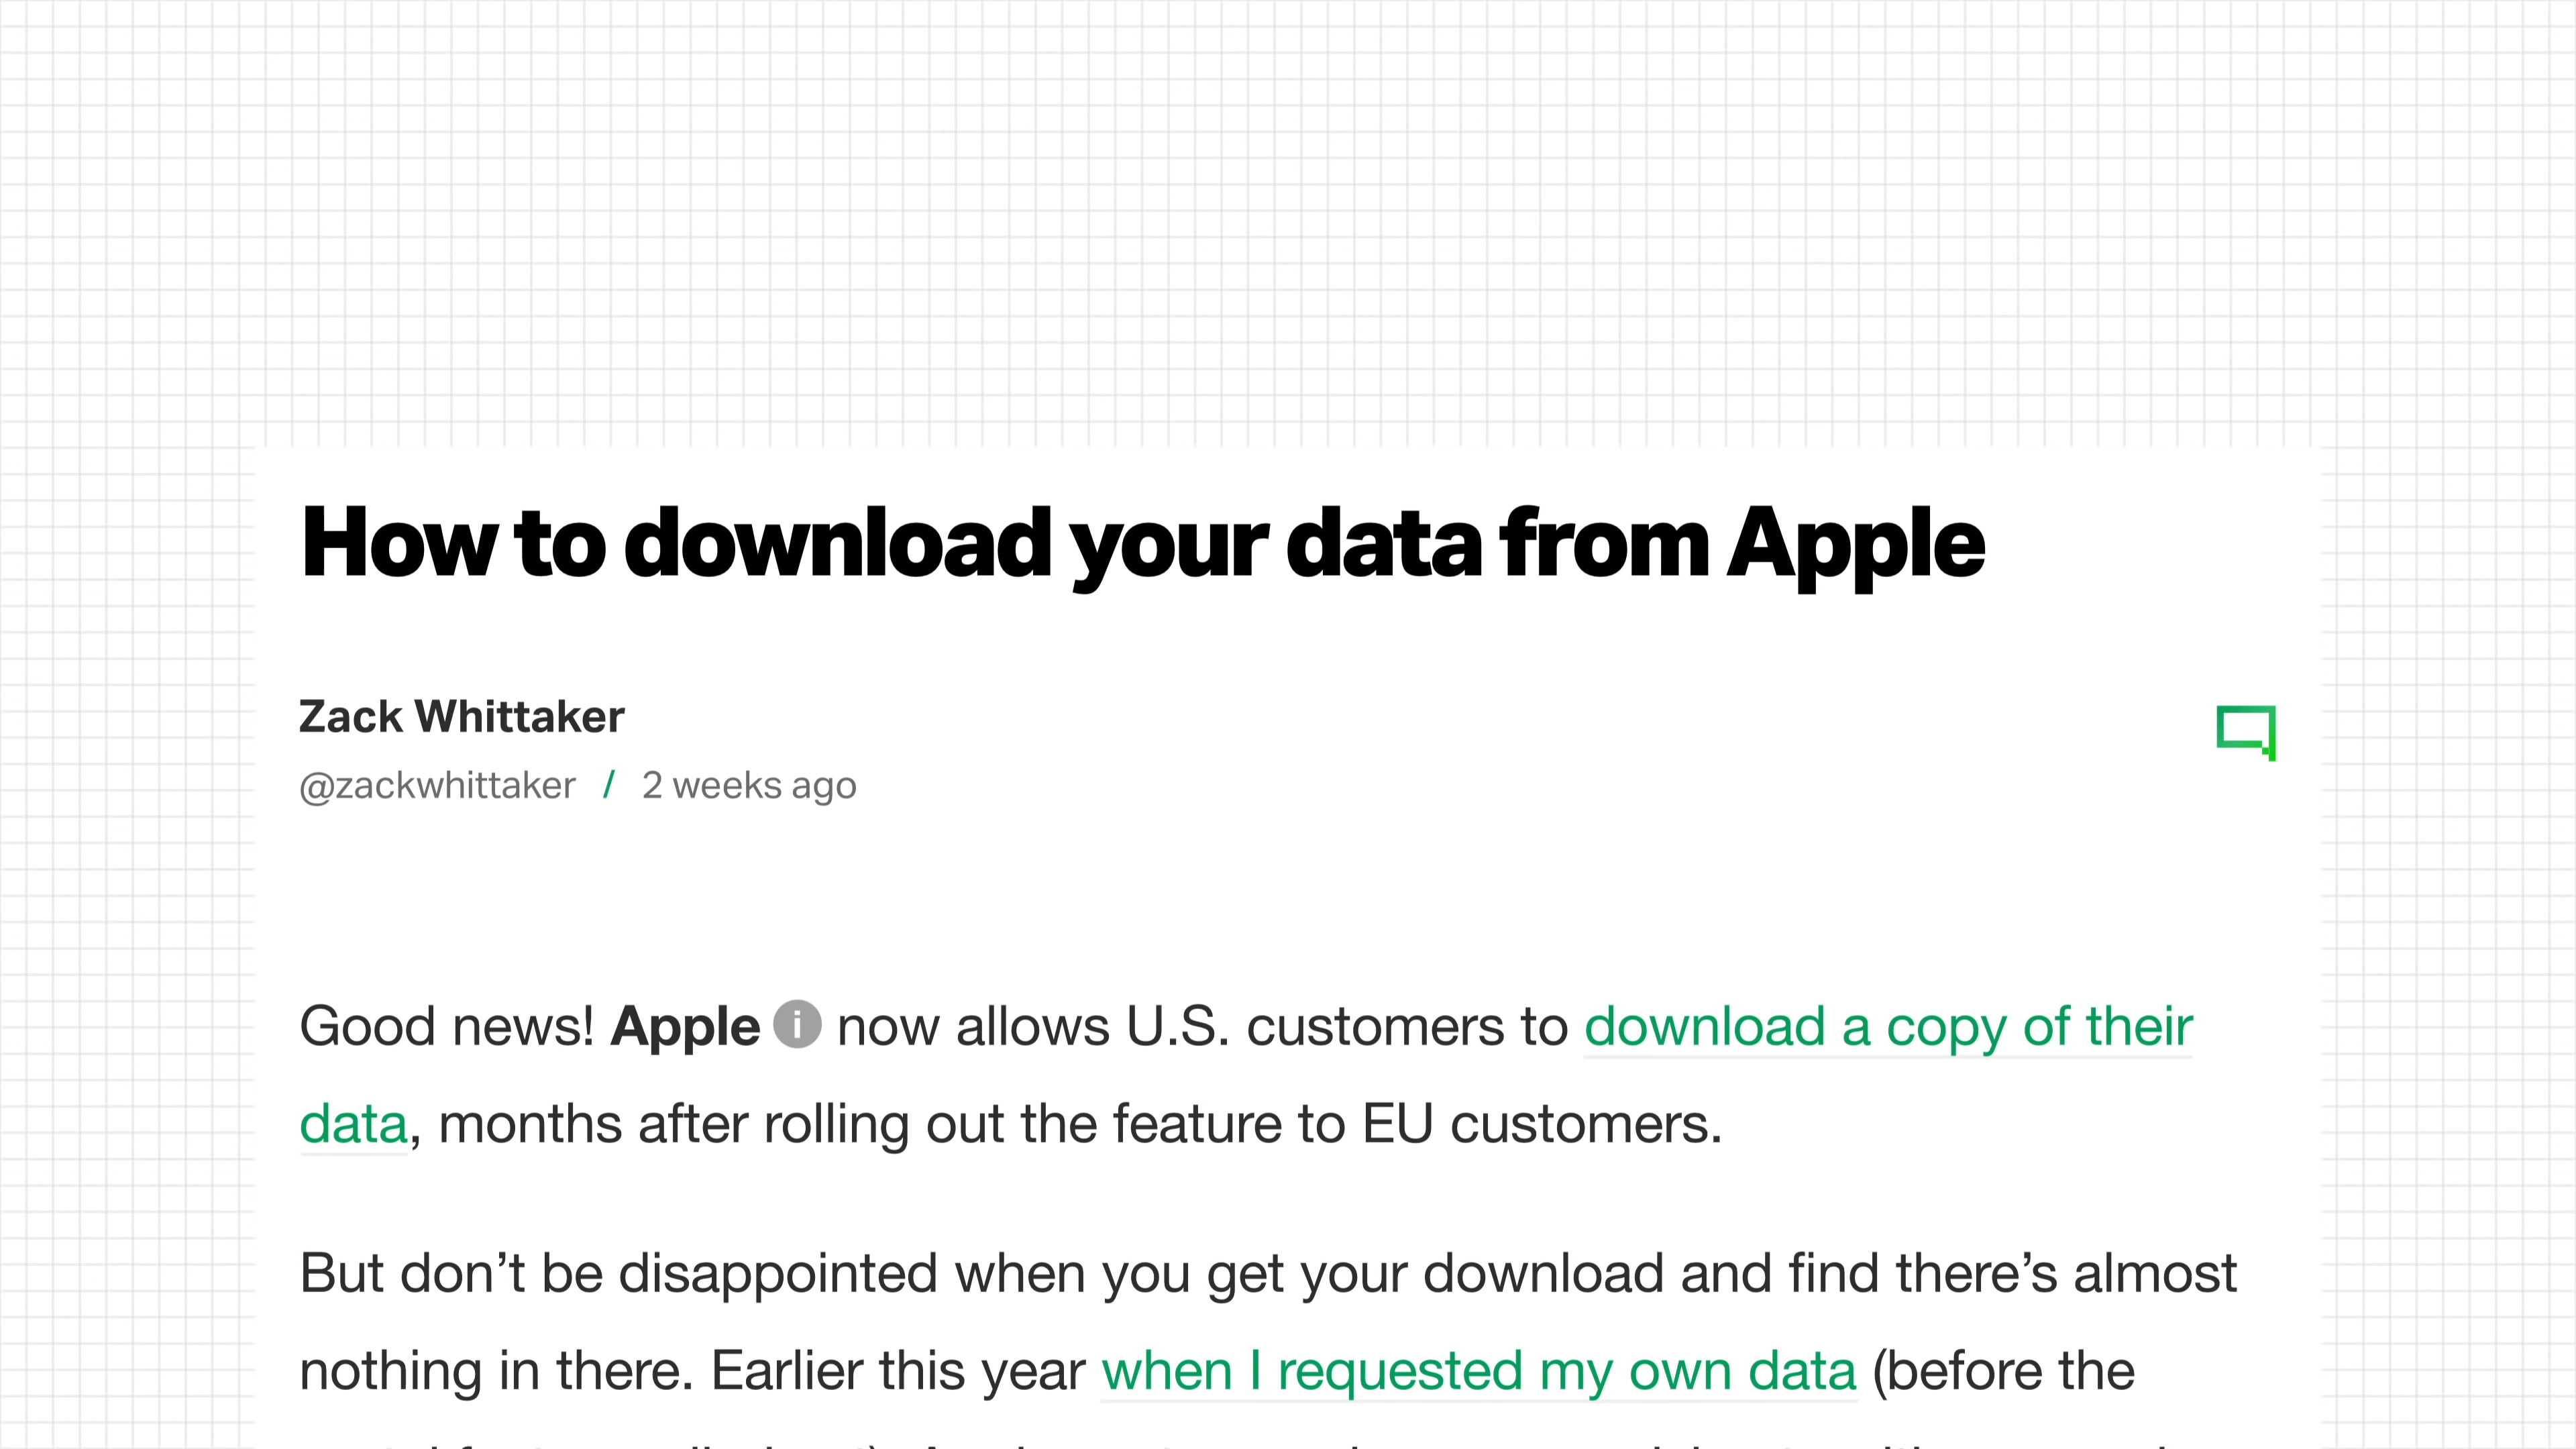 How to download your data from Apple
Zack Whittaker
@zackwhittaker / 2 weeks ago
Good news! Apple i now allows U.S. customers to download a copy of their
data, months after rolling out the feature to EU customers.
But don’t be disappointed when you get your download and find there’s almost
nothing in there. Earlier this year when I requested my own data (before the